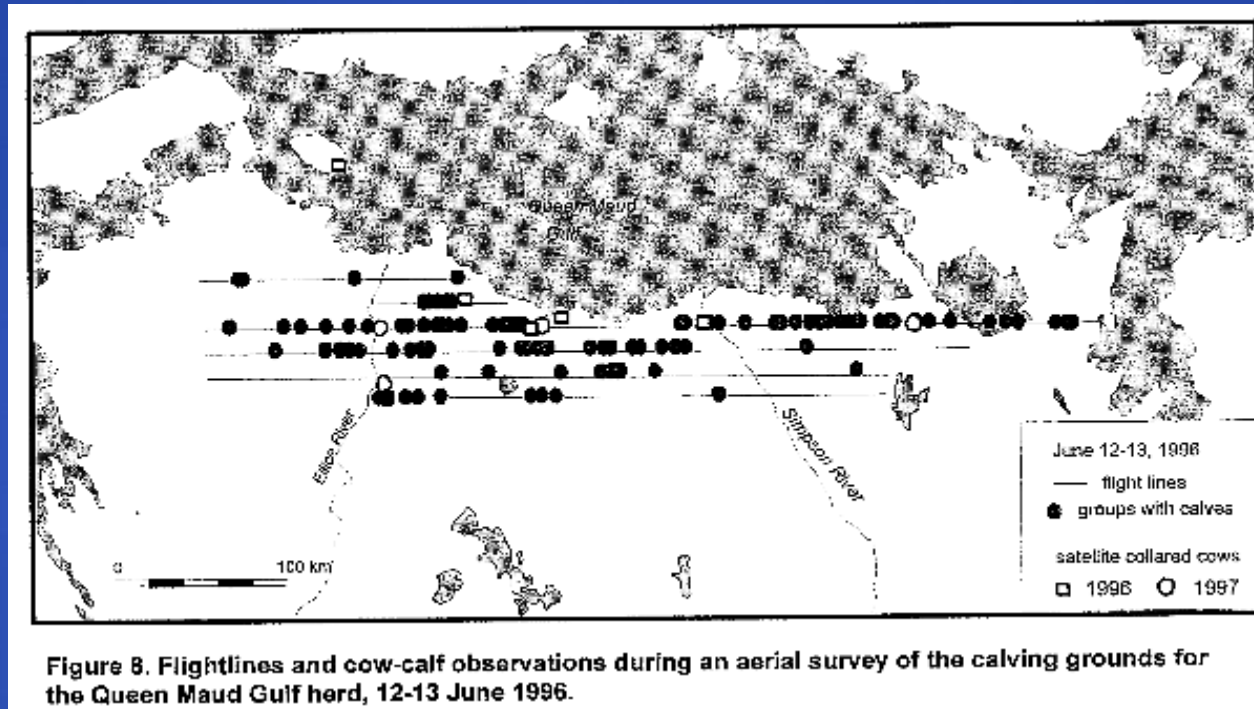 Queen Maud
Gulf
Ellice River
Simpson River
June 12-13, 1996
flight lines
groups with calves
satellite collared cows
1996 1997
0 100 km
Figure 8. Flightlines and cow-calf observations during an aerial survey of the calving grounds for
the Queen Maud Gulf herd, 12-13 June 1996.